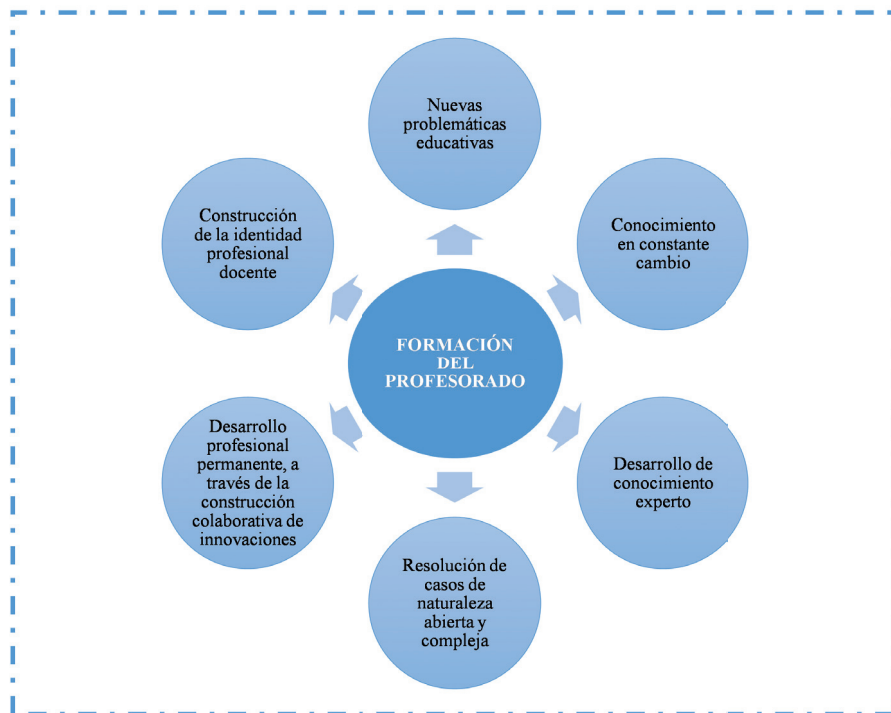 Nuevas
problemáticas
educativas
Construcción
de la identidad
profesional
docente
Conocimiento
en constante
cambio
FORMACIÓN
DEL
PROFESORADO
Desarrollo
profesional
permanente, a
través de la
construcción
colaborativa de
innovaciones
Desarrollo de
conocimiento
experto
Resolución de
casos de
naturaleza
abierta y
compleja